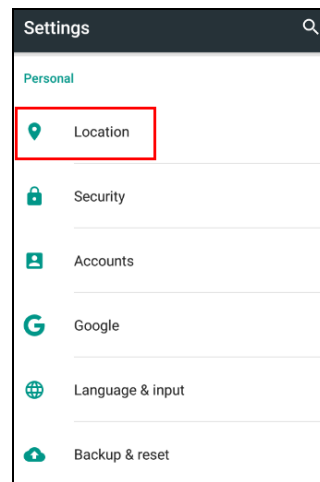 Settings
Personal
Location
Security
Accounts
Google
Language & input
Backup & reset